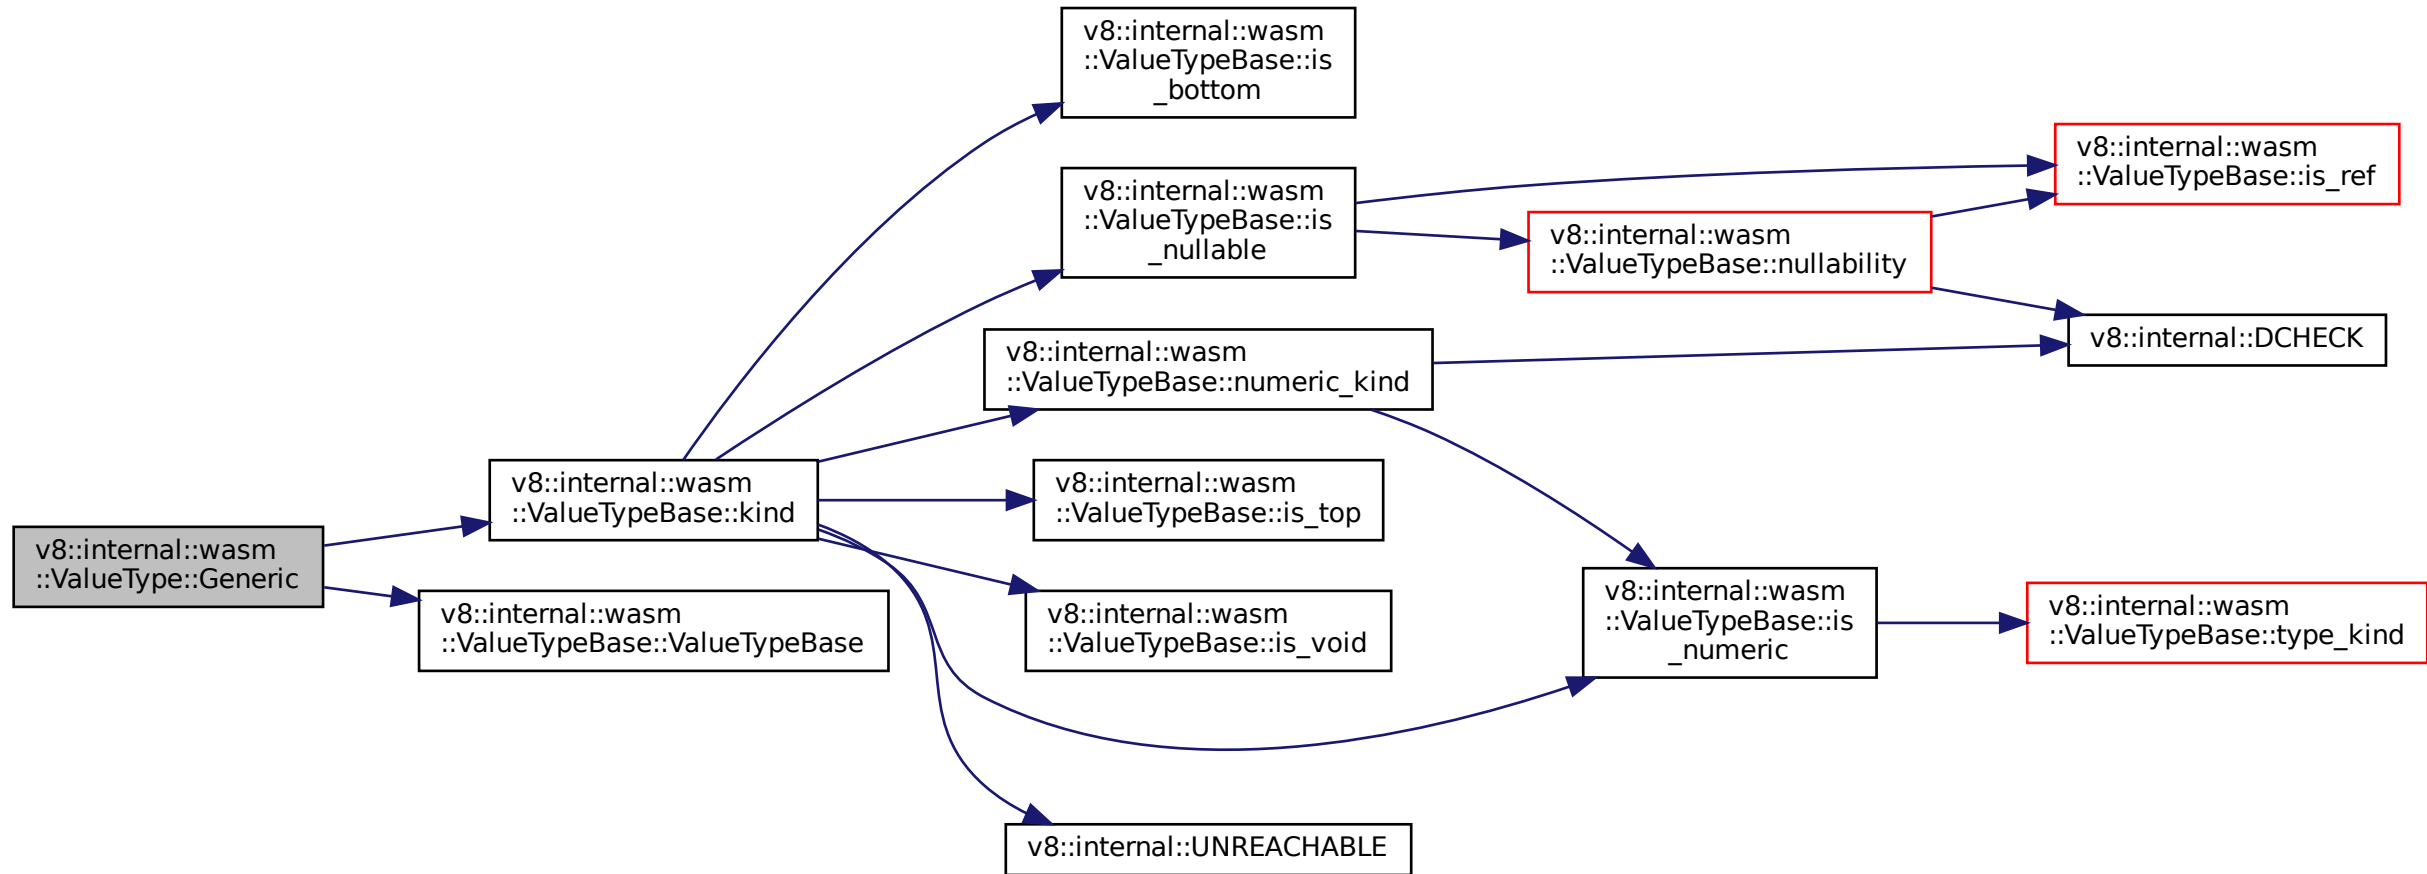 v8::internal::wasm
::ValueType::Generic
v8::internal::wasm
::ValueTypeBase::kind
v8::internal::wasm
::ValueTypeBase::ValueTypeBase
v8::internal::wasm
::ValueTypeBase::is
_bottom
v8::internal::wasm
::ValueTypeBase::is
_nullable
v8::internal::wasm
::ValueTypeBase::numeric_kind
v8::internal::wasm
::ValueTypeBase::is_top
v8::internal::wasm
::ValueTypeBase::is_void
v8::internal::UNREACHABLE
v8::internal::wasm
::ValueTypeBase::nullability
v8::internal::wasm
::ValueTypeBase::is
_numeric
v8::internal::wasm
::ValueTypeBase::is_ref
v8::internal::DCHECK
v8::internal::wasm
::ValueTypeBase::type_kind